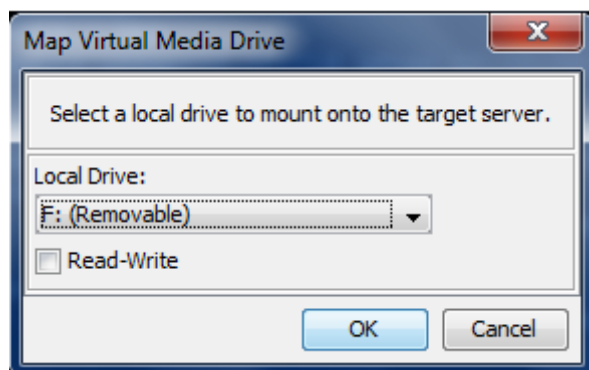 Map Virtual Media Drive
Select a local drive to mount onto the target server.
Local Drive:
F: (Removable)
Read-Write
OK
Cancel